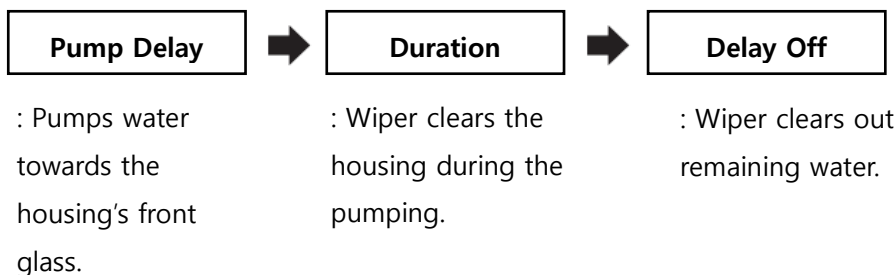 Pump Delay
Duration
Delay Off
: Pumps water
towards the
housing's front
glass.
: Wiper clears the
housing during the
pumping.
: Wiper clears out
remaining water.